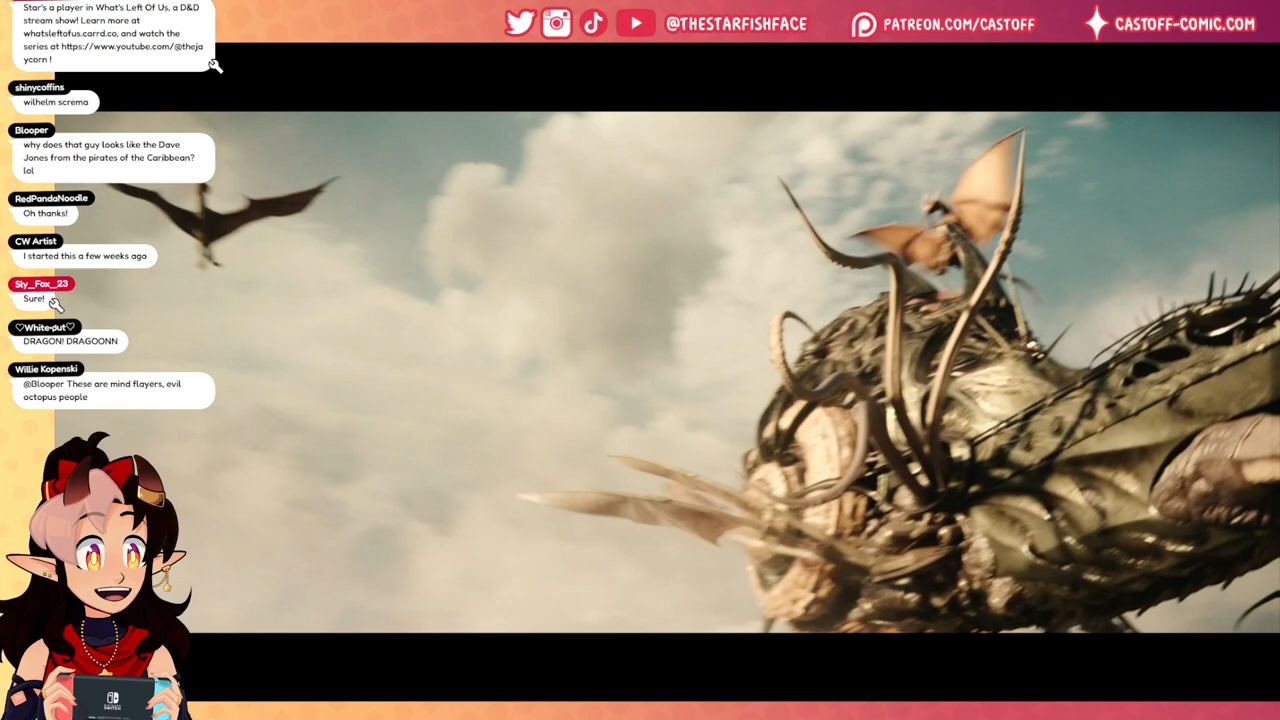 Star's a player in What's Left Of Us, a D&D
stream show! Learn more at
whatsleftofus.carrd.co, and watch the
series at https://www.youtube.com/@theja
ycorn !
shinycoffins
wilhelm screma
Blooper
why does that guy looks like the Dave
Jones from the pirates of the Caribbean?
lol
RedPandaNoodle
Oh thanks!
CW Artist
I started this a few weeks ago
Sly_Fox_23
Sure!
♡White-out♡
DRAGON! DRAGOONN
Willie Kopenski
@Blooper These are mind flayers, evil
octopus people
@THESTARFISHFACE
PATREON.COM/CASTOFF
CASTOFF-COMIC.COM